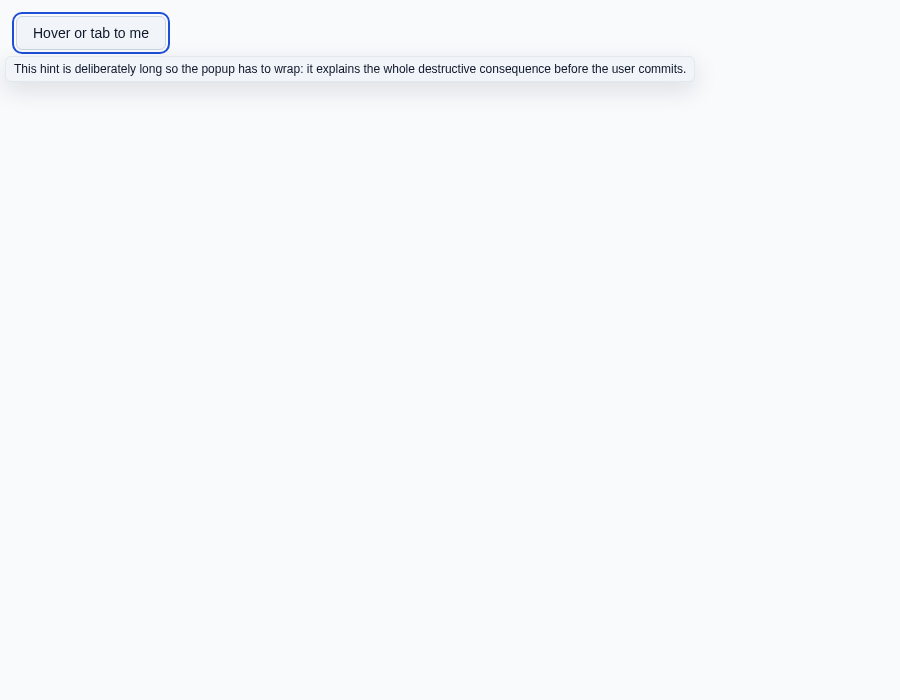 Hover or tab to me
This hint is deliberately long so the popup has to wrap: it explains the whole destructive consequence before the user commits.